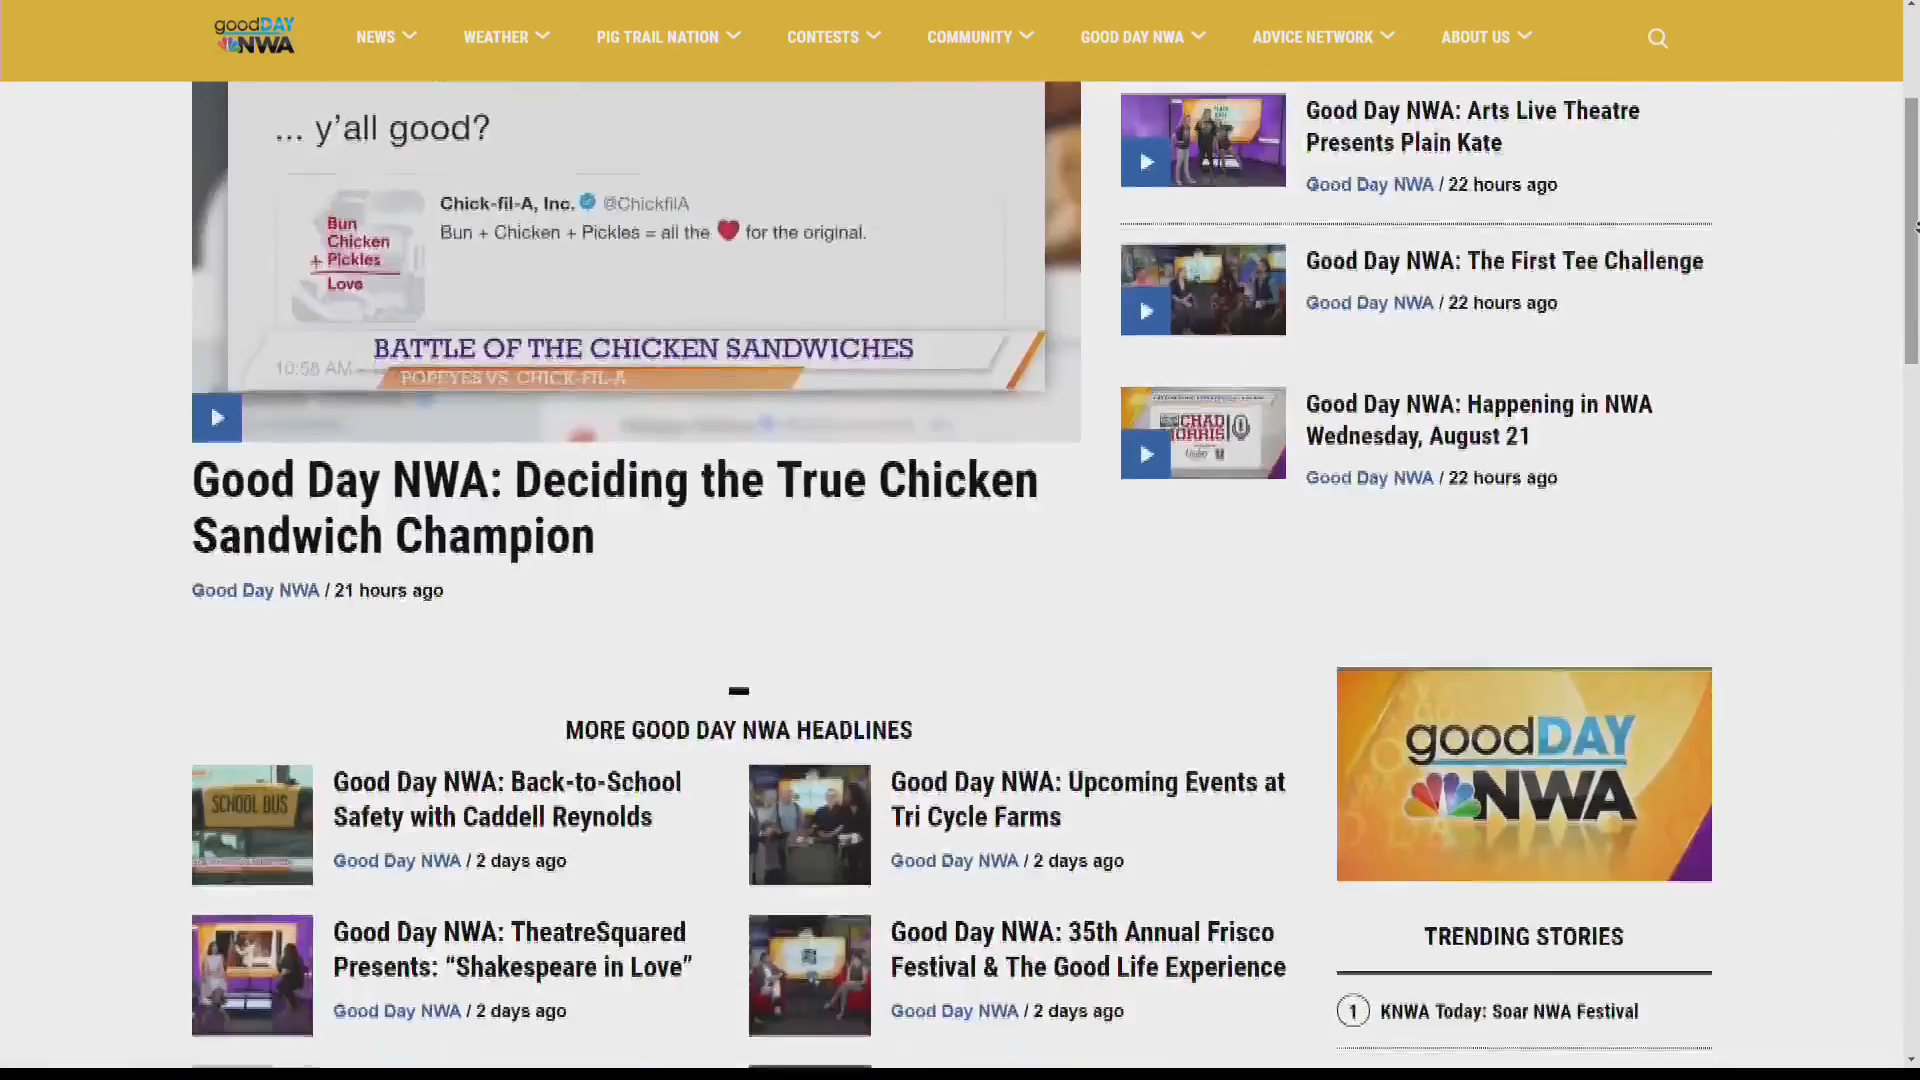 goodDAY
NWA
NEWS
WEATHER
PIG TRAIL NATION
CONTESTS
COMMUNITY
GOOD DAY NWA
ADVICE NETWORK
ABOUT US
... y'all good?
Bun
Chicken
+ Pickles
Love
Chick-fil-A, Inc. @ChickfilA
Bun + Chicken + Pickles = all the ❤ for the original.
10:58 AM
BATTLE OF THE CHICKEN SANDWICHES
POPEYES VS. CHICK-FIL-A
Good Day NWA: Deciding the True Chicken
Sandwich Champion
Good Day NWA / 21 hours ago
Good Day NWA: Arts Live Theatre
Presents Plain Kate
Good Day NWA / 22 hours ago
Good Day NWA: The First Tee Challenge
Good Day NWA / 22 hours ago
CHAD
MORRIS
Good Day NWA: Happening in NWA
Wednesday, August 21
Good Day NWA / 22 hours ago
MORE GOOD DAY NWA HEADLINES
SCHOOL BUS
Good Day NWA: Back-to-School
Safety with Caddell Reynolds
Good Day NWA / 2 days ago
Good Day NWA: Upcoming Events at
Tri Cycle Farms
Good Day NWA / 2 days ago
Good Day NWA: TheatreSquared
Presents: “Shakespeare in Love”
Good Day NWA / 2 days ago
Good Day NWA: 35th Annual Frisco
Festival & The Good Life Experience
Good Day NWA / 2 days ago
goodDAY
NWA
TRENDING STORIES
1 KNWA Today: Soar NWA Festival